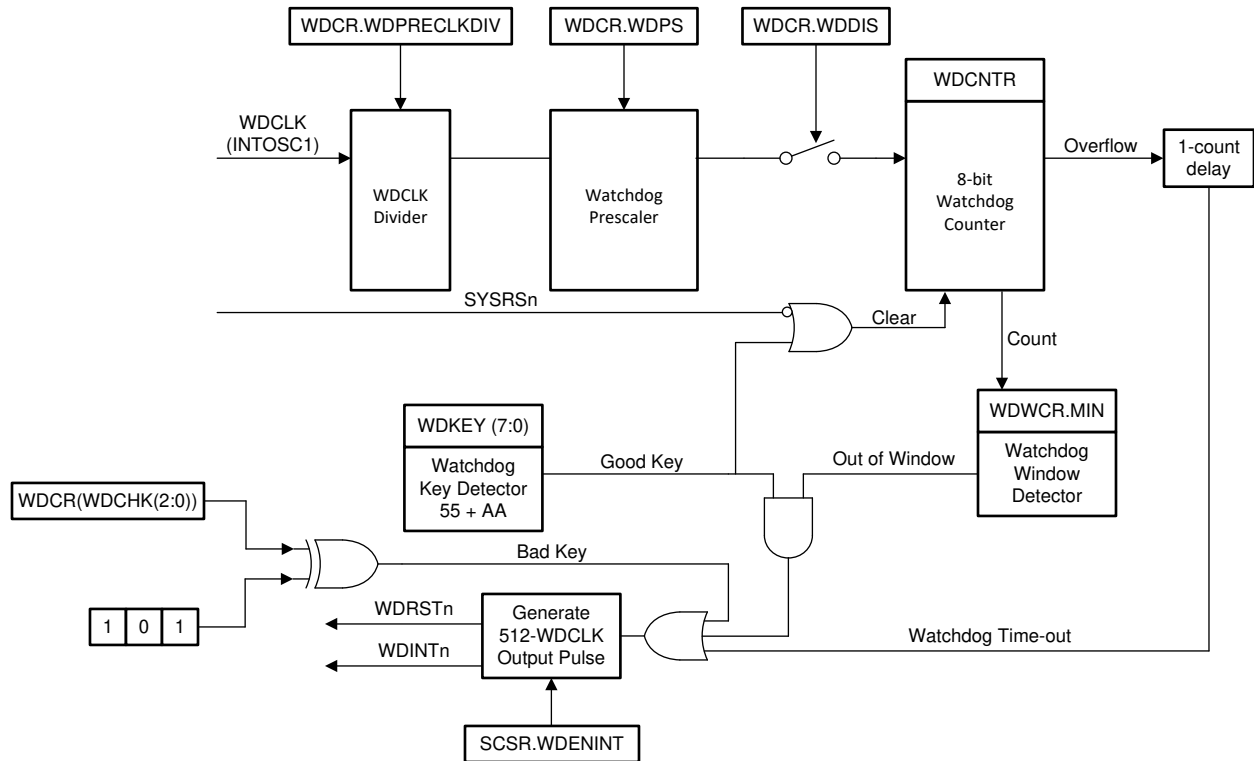 WDCR.WDPRECLKDIV
WDCR.WDPS
WDCR.WDDIS
WDCNTR
WDCLK
(INTOSC1)
WDCLK
Divider
Watchdog
Prescaler
8-bit
Watchdog
Counter
Overflow
1-count
delay
SYSRSn
Clear
Count
WDKEY (7:0)
Watchdog
Key Detector
55 + AA
Good Key
Out of Window
WDWCR.MIN
Watchdog
Window
Detector
WDCR(WDCHK(2:0))
Bad Key
1 0 1
WDRSTn
WDINTn
Generate
512-WDCLK
Output Pulse
Watchdog Time-out
SCSR.WDENINT